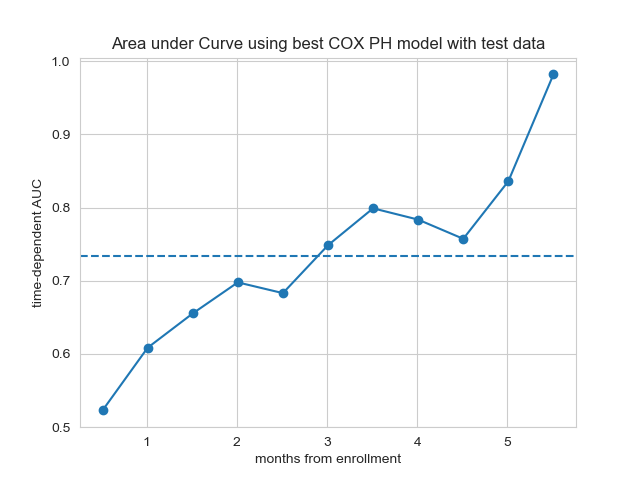 Area under Curve using best COX PH model with test data
time-dependent AUC
1.0
0.9
0.8
0.7
0.6
0.5
1 2 3 4 5
months from enrollment